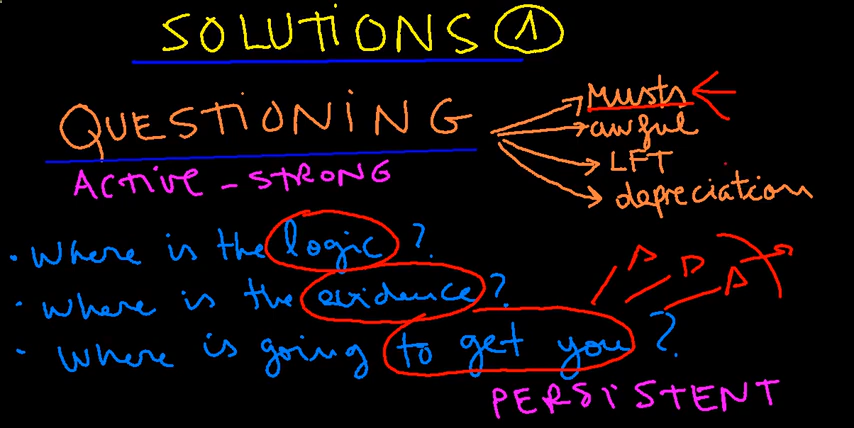 SOLUTIONS 1
QUESTIONING
Musts
awful
LFT
depreciation
ACTIVE - STRONG
• Where is the logic?
• Where is the evidence?
• Where is going to get you?
D D D
PERSISTENT